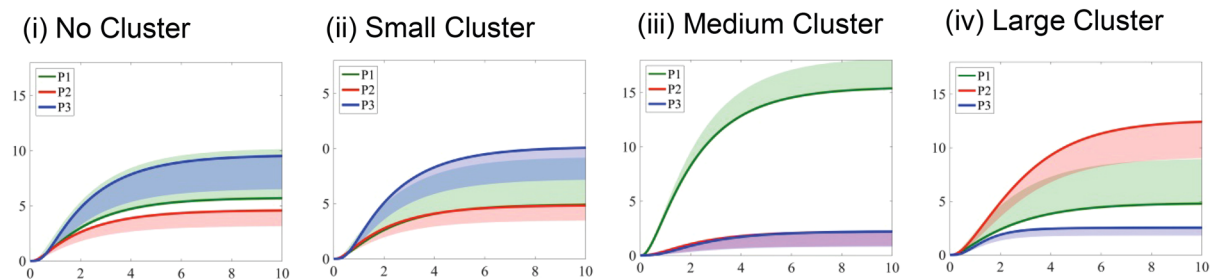 (i) No Cluster
(ii) Small Cluster
(iii) Medium Cluster
(iv) Large Cluster
P1
P2
P3
15
10
5
0
0 2 4 6 8 10
P1
P2
P3
5
0
5
0
0 2 4 6 8 10
P1
P2
P3
15
10
5
0
0 2 4 6 8 10
P1
P2
P3
15
10
5
0
0 2 4 6 8 10